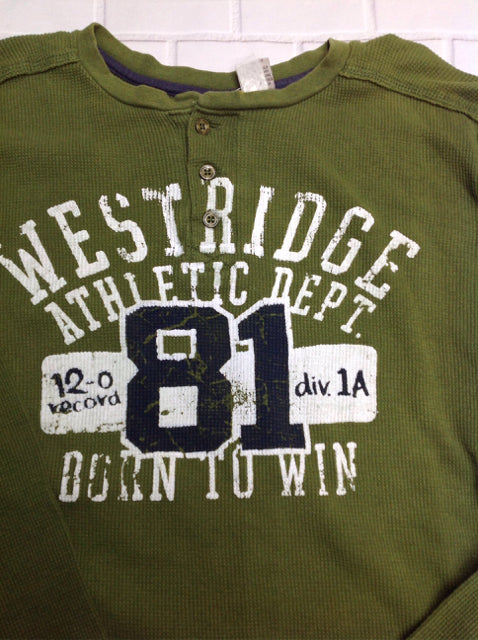 WESTRIDGE
ATHLETIC DEPT.
81
12-0
record
div. 1A
BORN TO WIN